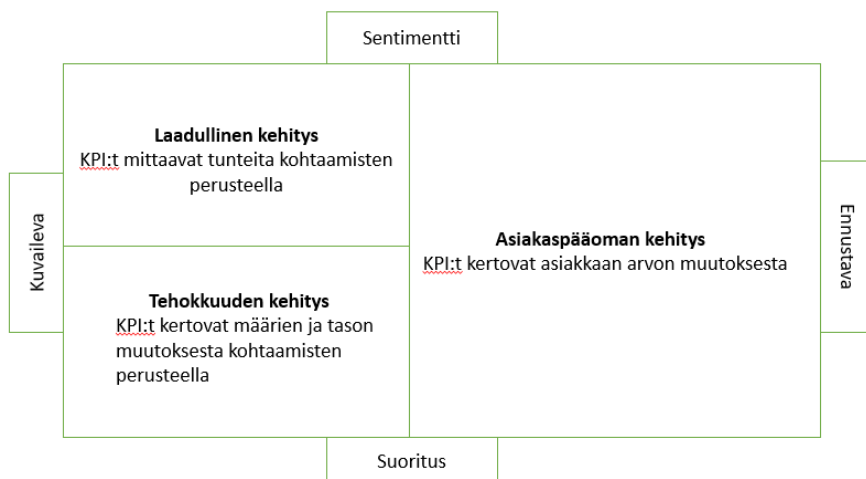 Sentimentti
Laadullinen kehitys
KPI:t mittaavat tunteita kohtaamisten
perusteella
Kuvaileva
Tehokkuuden kehitys
KPI:t kertovat määrien ja tason
muutoksesta kohtaamisten
perusteella
Asiakaspääoman kehitys
KPI:t kertovat asiakkaan arvon muutoksesta
Ennustava
Suoritus